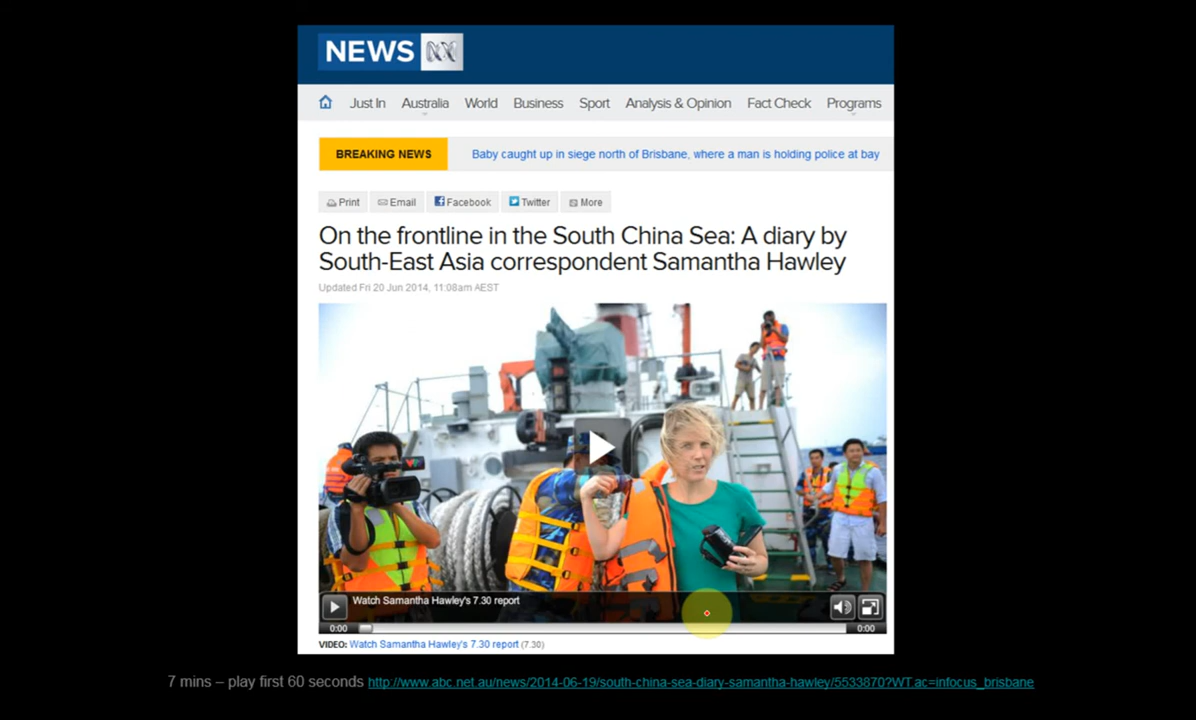 NEWS
Just In Australia World Business Sport Analysis & Opinion Fact Check Programs
BREAKING NEWS Baby caught up in siege north of Brisbane, where a man is holding police at bay
Print Email Facebook Twitter More
On the frontline in the South China Sea: A diary by
South-East Asia correspondent Samantha Hawley
Updated Fri 20 Jun 2014, 11:08am AEST
Watch Samantha Hawley's 7.30 report
0:00 0:00
VIDEO: Watch Samantha Hawley's 7.30 report (7.30)
7 mins – play first 60 seconds http://www.abc.net.au/news/2014-06-19/south-china-sea-diary-samantha-hawley/5533870?WT.ac=infocus_brisbane